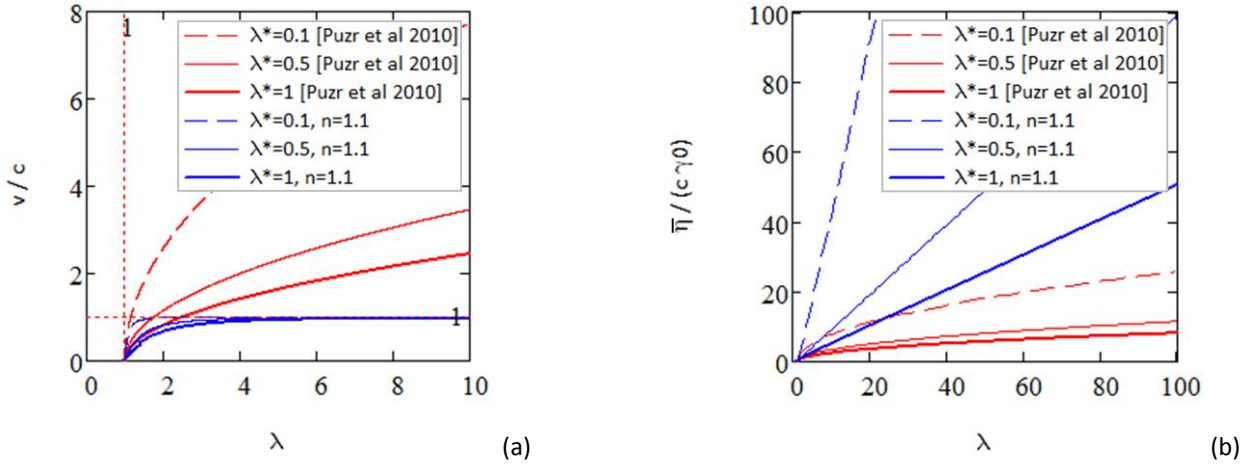 8
6
4
2
0
v / c
1
λ*=0.1 [Puzr et al 2010]
λ*=0.5 [Puzr et al 2010]
λ*=1 [Puzr et al 2010]
λ*=0.1, n=1.1
λ*=0.5, n=1.1
λ*=1, n=1.1
1
0 2 4 6 8 10
λ
(a)
100
80
60
40
20
0
η̅ / (c γ0)
λ*=0.1 [Puzr et al 2010]
λ*=0.5 [Puzr et al 2010]
λ*=1 [Puzr et al 2010]
λ*=0.1, n=1.1
λ*=0.5, n=1.1
λ*=1, n=1.1
0 20 40 60 80 100
λ
(b)